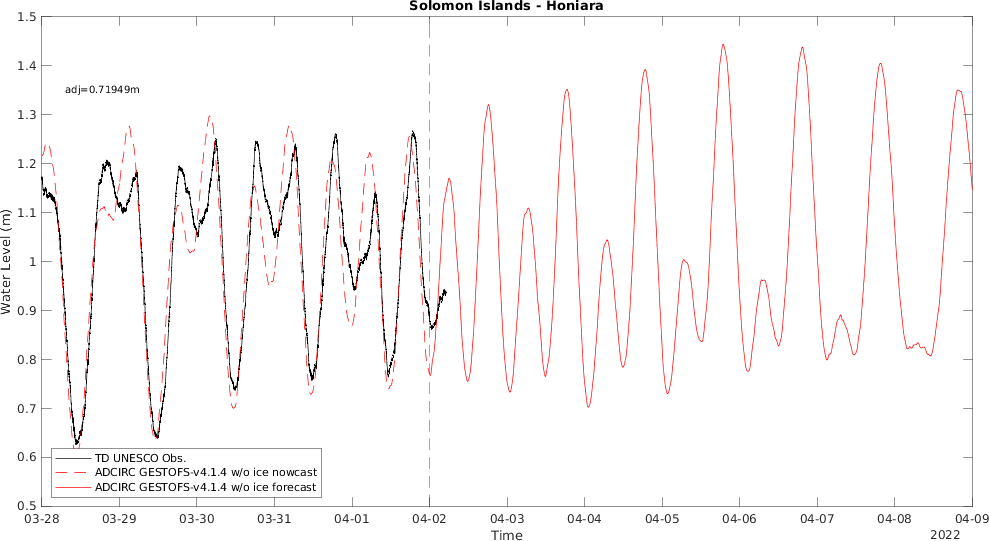 Solomon Islands - Honiara
1.5
1.4
1.3
1.2
1.1
1
0.9
0.8
0.7
0.6
0.5
Water Level (m)
adj=0.71949m
TD UNESCO Obs.
ADCIRC GESTOFS-v4.1.4 w/o ice nowcast
ADCIRC GESTOFS-v4.1.4 w/o ice forecast
03-28 03-29 03-30 03-31 04-01 04-02 04-03 04-04 04-05 04-06 04-07 04-08 04-09
Time
2022